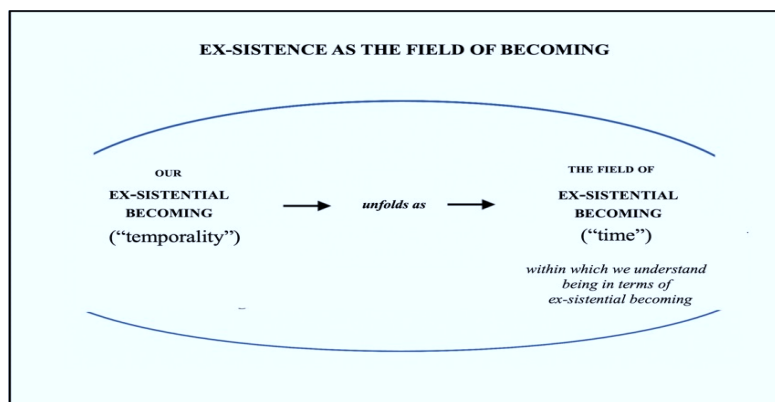 EX-SISTENCE AS THE FIELD OF BECOMING
OUR
EX-SISTENTIAL
BECOMING
(“temporality”)
unfolds as
THE FIELD OF
EX-SISTENTIAL
BECOMING
(“time”)
within which we understand
being in terms of
ex-sistential becoming